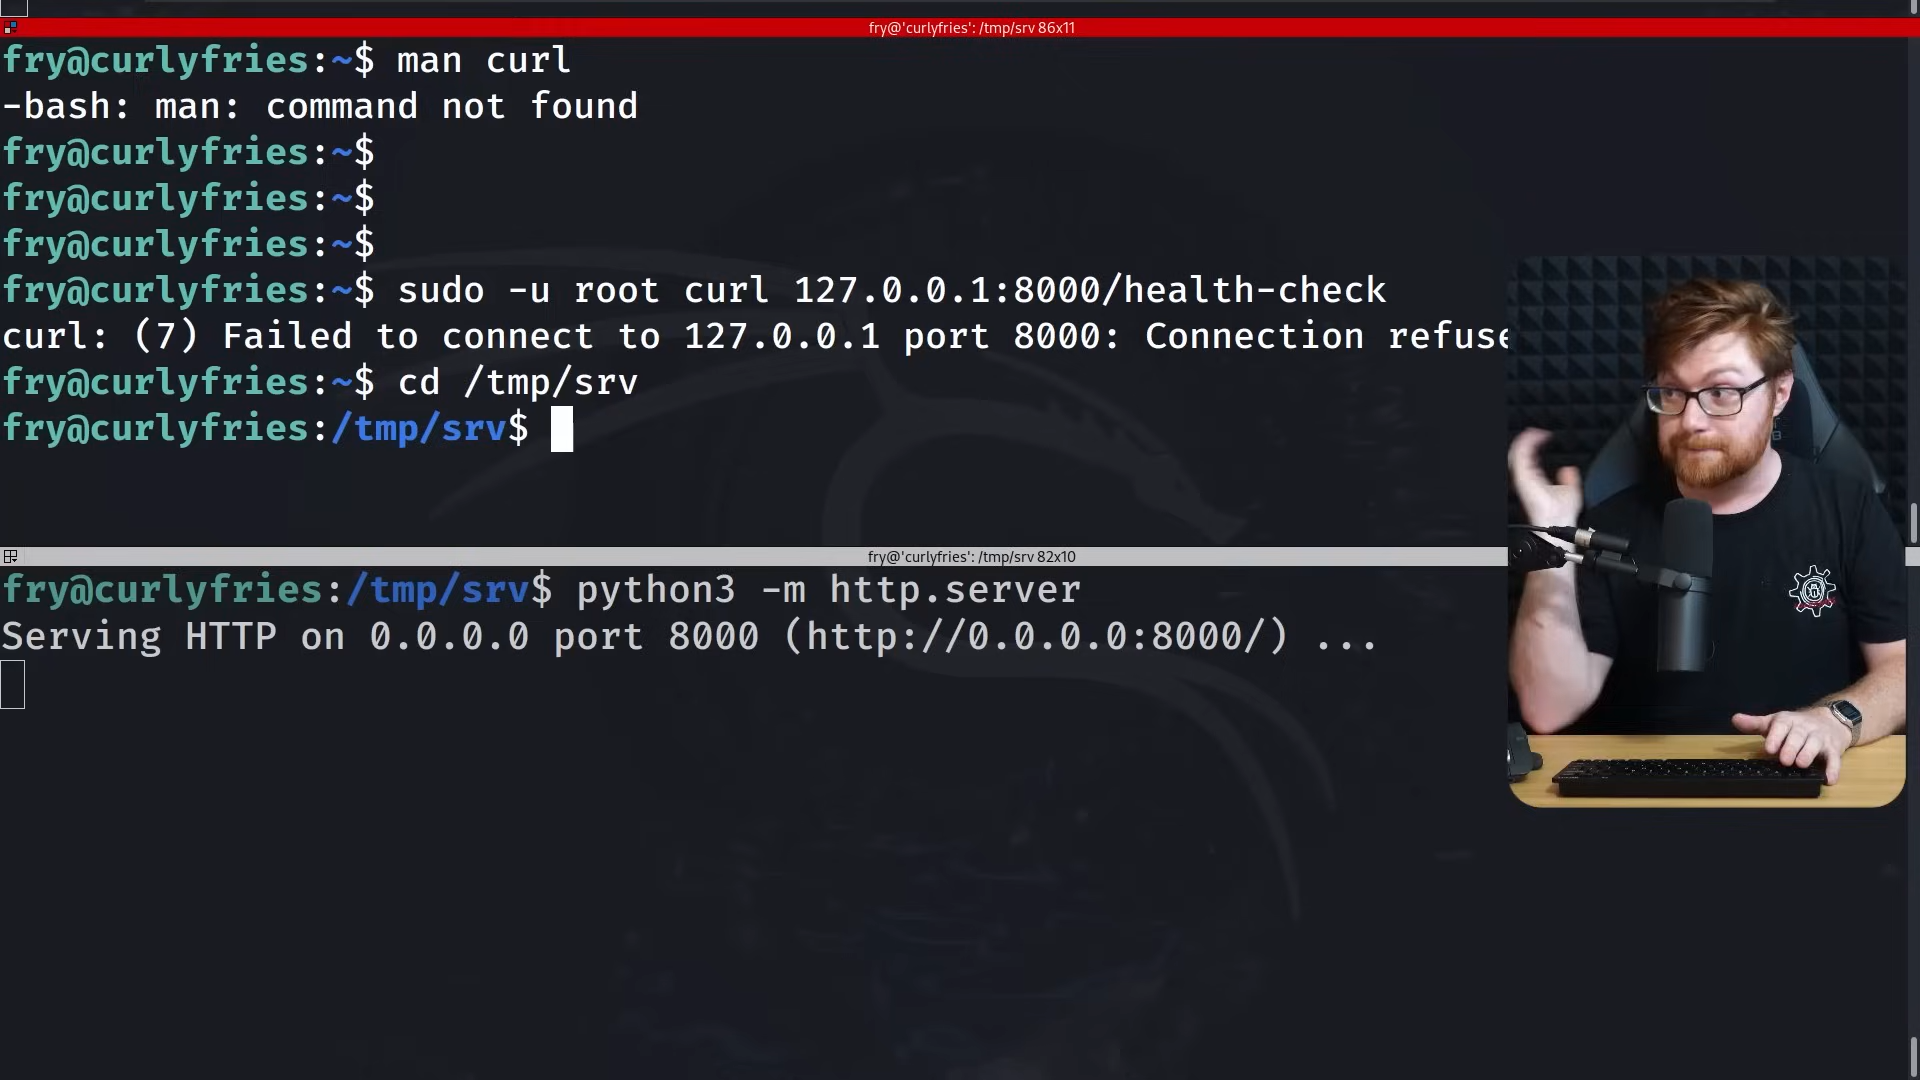 fry@'curlyfries': /tmp/srv 86x11
fry@curlyfries:~$ man curl
-bash: man: command not found
fry@curlyfries:~$
fry@curlyfries:~$
fry@curlyfries:~$
fry@curlyfries:~$ sudo -u root curl 127.0.0.1:8000/health-check
curl: (7) Failed to connect to 127.0.0.1 port 8000: Connection refuse
fry@curlyfries:~$ cd /tmp/srv
fry@curlyfries:/tmp/srv$
fry@'curlyfries': /tmp/srv 82x10
fry@curlyfries:/tmp/srv$ python3 -m http.server
Serving HTTP on 0.0.0.0 port 8000 (http://0.0.0.0:8000/) ...